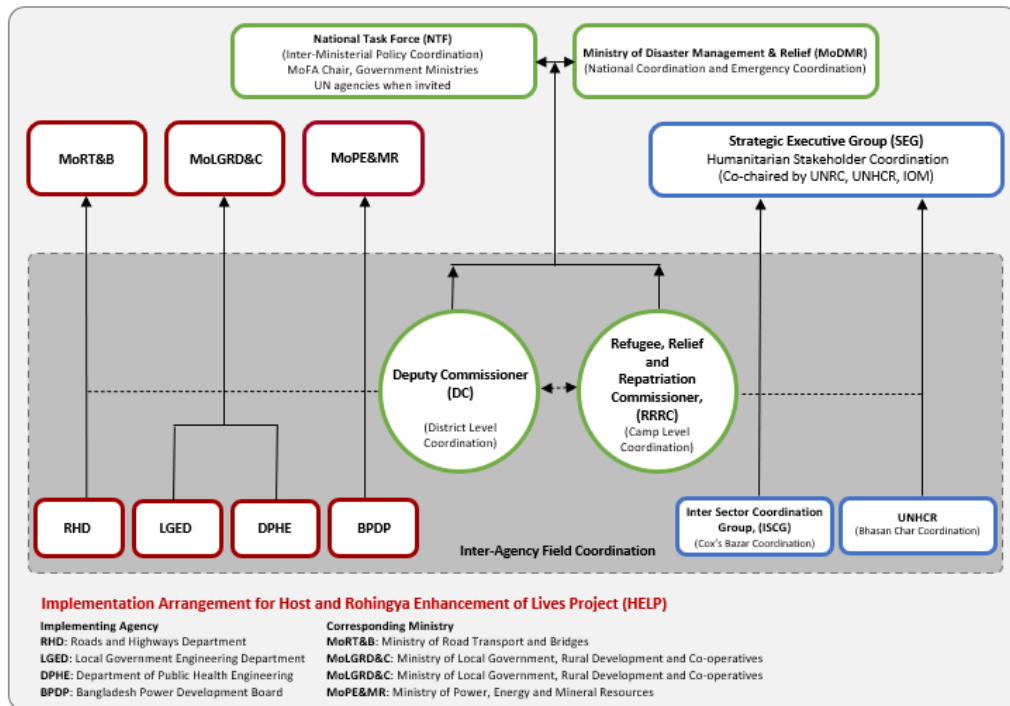 National Task Force (NTF)
(Inter-Ministerial Policy Coordination)
MoFA Chair, Government Ministries
UN agencies when invited
Ministry of Disaster Management & Relief (MoDMR)
(National Coordination and Emergency Coordination)
MoRT&B
MoLGRD&C
MoPE&MR
Strategic Executive Group (SEG)
Humanitarian Stakeholder Coordination
(Co-chaired by UNRC, UNHCR, IOM)
Deputy Commissioner
(DC)
(District Level
Coordination)
Refugee, Relief
and
Repatriation
Commissioner,
(RRRC)
(Camp Level
Coordination)
RHD
LGED
DPHE
BPDP
Inter-Agency Field Coordination
Inter Sector Coordination
Group, (ISCG)
(Cox's Bazar Coordination)
UNHCR
(Bhasan Char Coordination)
Implementation Arrangement for Host and Rohingya Enhancement of Lives Project (HELP)
Implementing Agency
RHD: Roads and Highways Department
LGED: Local Government Engineering Department
DPHE: Department of Public Health Engineering
BPDP: Bangladesh Power Development Board
Corresponding Ministry
MoRT&B: Ministry of Road Transport and Bridges
MoLGRD&C: Ministry of Local Government, Rural Development and Co-operatives
MoLGRD&C: Ministry of Local Government, Rural Development and Co-operatives
MoPE&MR: Ministry of Power, Energy and Mineral Resources